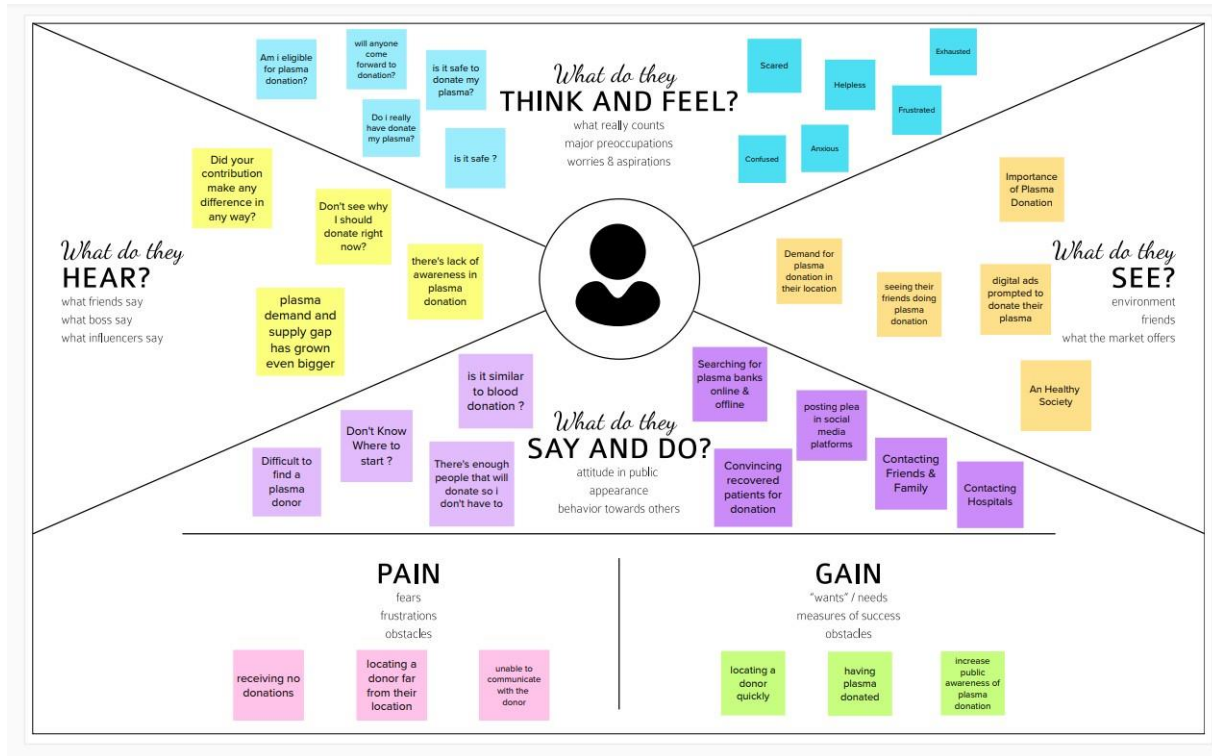 Am i eligible
for plasma
donation?
will anyone
come
forward to
donation?
is it safe to
donate my
plasma?
Do i really
have donate
my plasma?
is it safe ?
What do they
THINK AND FEEL?
what really counts
major preoccupations
worries & aspirations
Scared
Helpless
Exhausted
Frustrated
Confused
Anxious
What do they
HEAR?
what friends say
what boss say
what influencers say
Did your
contribution
make any
difference in
any way?
Don't see why
I should
donate right
now?
there's lack of
awareness in
plasma
donation
plasma
demand and
supply gap
has grown
even bigger
Importance
of Plasma
Donation
Demand for
plasma
donation in
their location
seeing their
friends doing
plasma
donation
digital ads
prompted to
donate their
plasma
An Healthy
Society
What do they
SEE?
environment
friends
what the market offers
is it similar
to blood
donation ?
Don't Know
Where to
start ?
Difficult to
find a
plasma
donor
There's enough
people that will
donate so i
don't have to
What do they
SAY AND DO?
attitude in public
appearance
behavior towards others
Searching for
plasma banks
online &
offline
posting plea
in social
media
platforms
Convincing
recovered
patients for
donation
Contacting
Friends &
Family
Contacting
Hospitals
PAIN
fears
frustrations
obstacles
receiving no
donations
locating a
donor far
from their
location
unable to
communicate
with the
donor
GAIN
"wants" / needs
measures of success
obstacles
locating a
donor
quickly
having
plasma
donated
increase
public
awareness of
plasma
donation